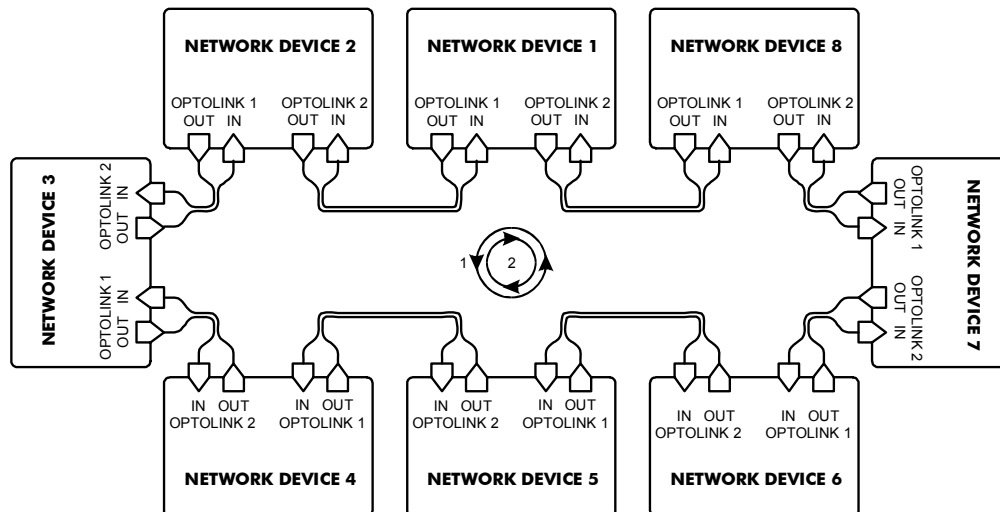 NETWORK DEVICE 2
OPTOLINK 1 OPTOLINK 2
OUT IN OUT IN
NETWORK DEVICE 1
OPTOLINK 1 OPTOLINK 2
OUT IN OUT IN
NETWORK DEVICE 8
OPTOLINK 1 OPTOLINK 2
OUT IN OUT IN
NETWORK DEVICE 3
OPTOLINK 1 OPTOLINK 2
OUT IN OUT IN
1 2
NETWORK DEVICE 7
OPTOLINK 1 OPTOLINK 2
OUT IN OUT IN
IN OUT IN OUT
OPTOLINK 2 OPTOLINK 1
NETWORK DEVICE 4
IN OUT IN OUT
OPTOLINK 2 OPTOLINK 1
NETWORK DEVICE 5
IN OUT IN OUT
OPTOLINK 2 OPTOLINK 1
NETWORK DEVICE 6